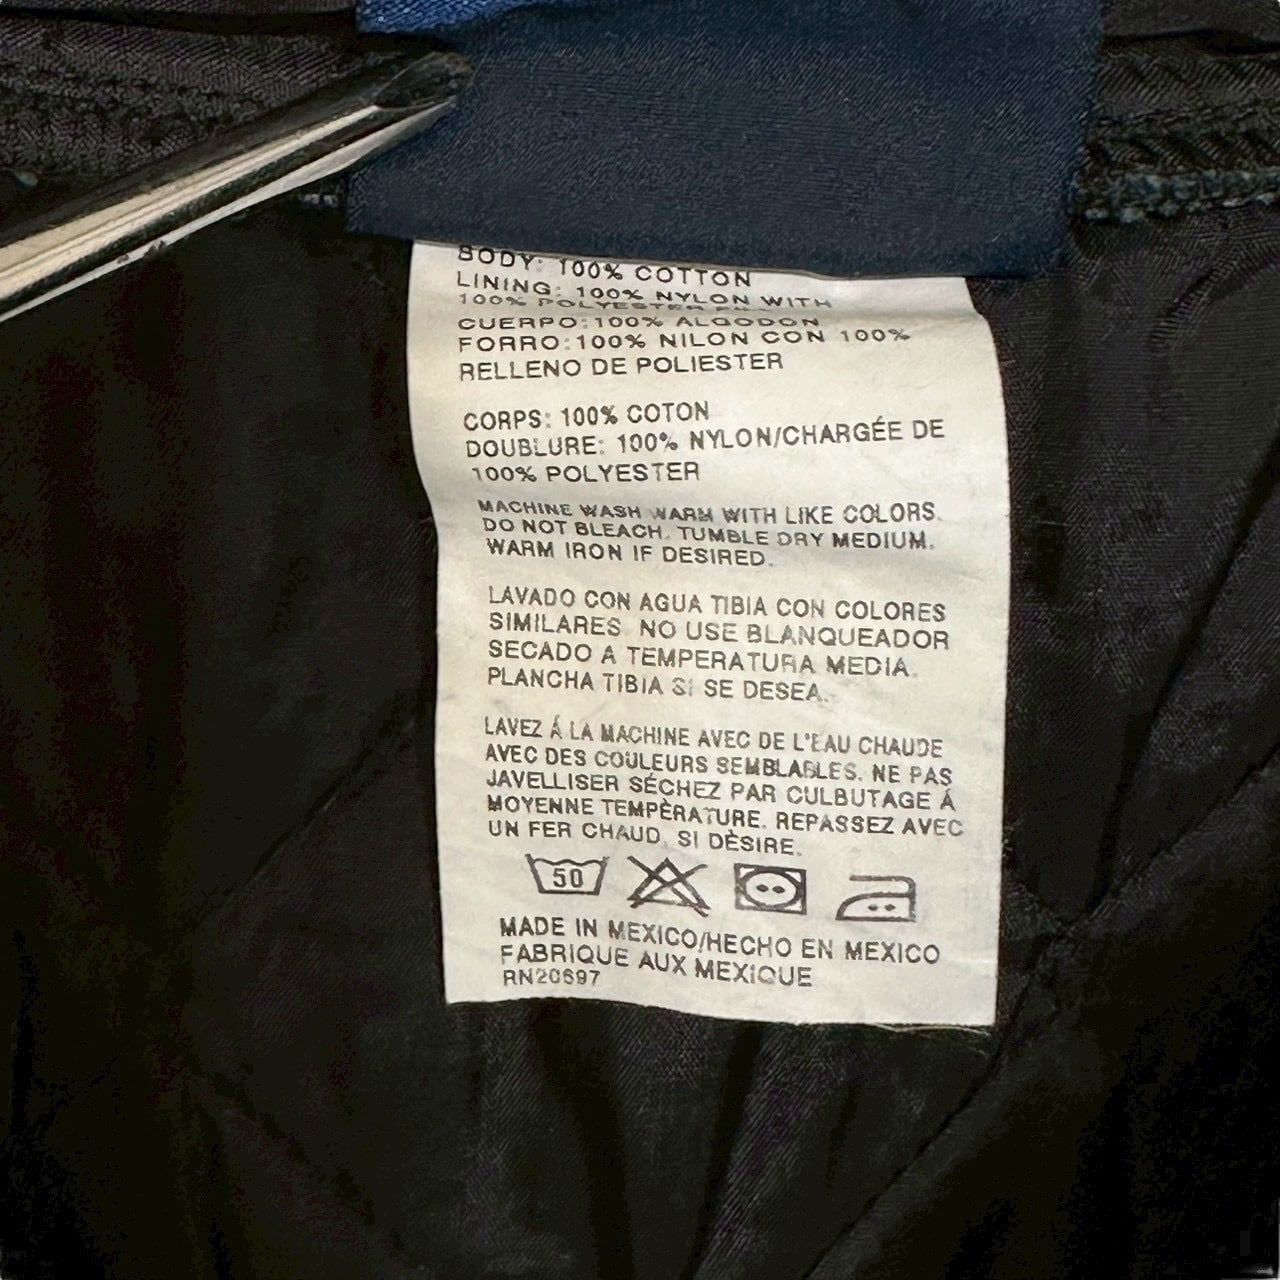 BODY: 100% COTTON
LINING: 100% NYLON WITH
100% POLYESTER
CUERPO:100% ALGODON
FORRO:100% NILON CON 100%
RELLENO DE POLIESTER
CORPS: 100% COTON
DOUBLURE: 100% NYLON/CHARGÉE DE
100% POLYESTER
MACHINE WASH WARM WITH LIKE COLORS.
DO NOT BLEACH. TUMBLE DRY MEDIUM.
WARM IRON IF DESIRED.
LAVADO CON AGUA TIBIA CON COLORES
SIMILARES. NO USE BLANQUEADOR
SECADO A TEMPERATURA MEDIA.
PLANCHA TIBIA SI SE DESEA.
LAVEZ Á LA MACHINE AVEC DE L'EAU CHAUDE
AVEC DES COULEURS SEMBLABLES. NE PAS
JAVELLISER SÉCHEZ PAR CULBUTAGE Á
MOYENNE TEMPÈRATURE. REPASSEZ AVEC
UN FER CHAUD, SI DÈSIRE.
50
MADE IN MEXICO/HECHO EN MEXICO
FABRIQUE AUX MEXIQUE
RN20697